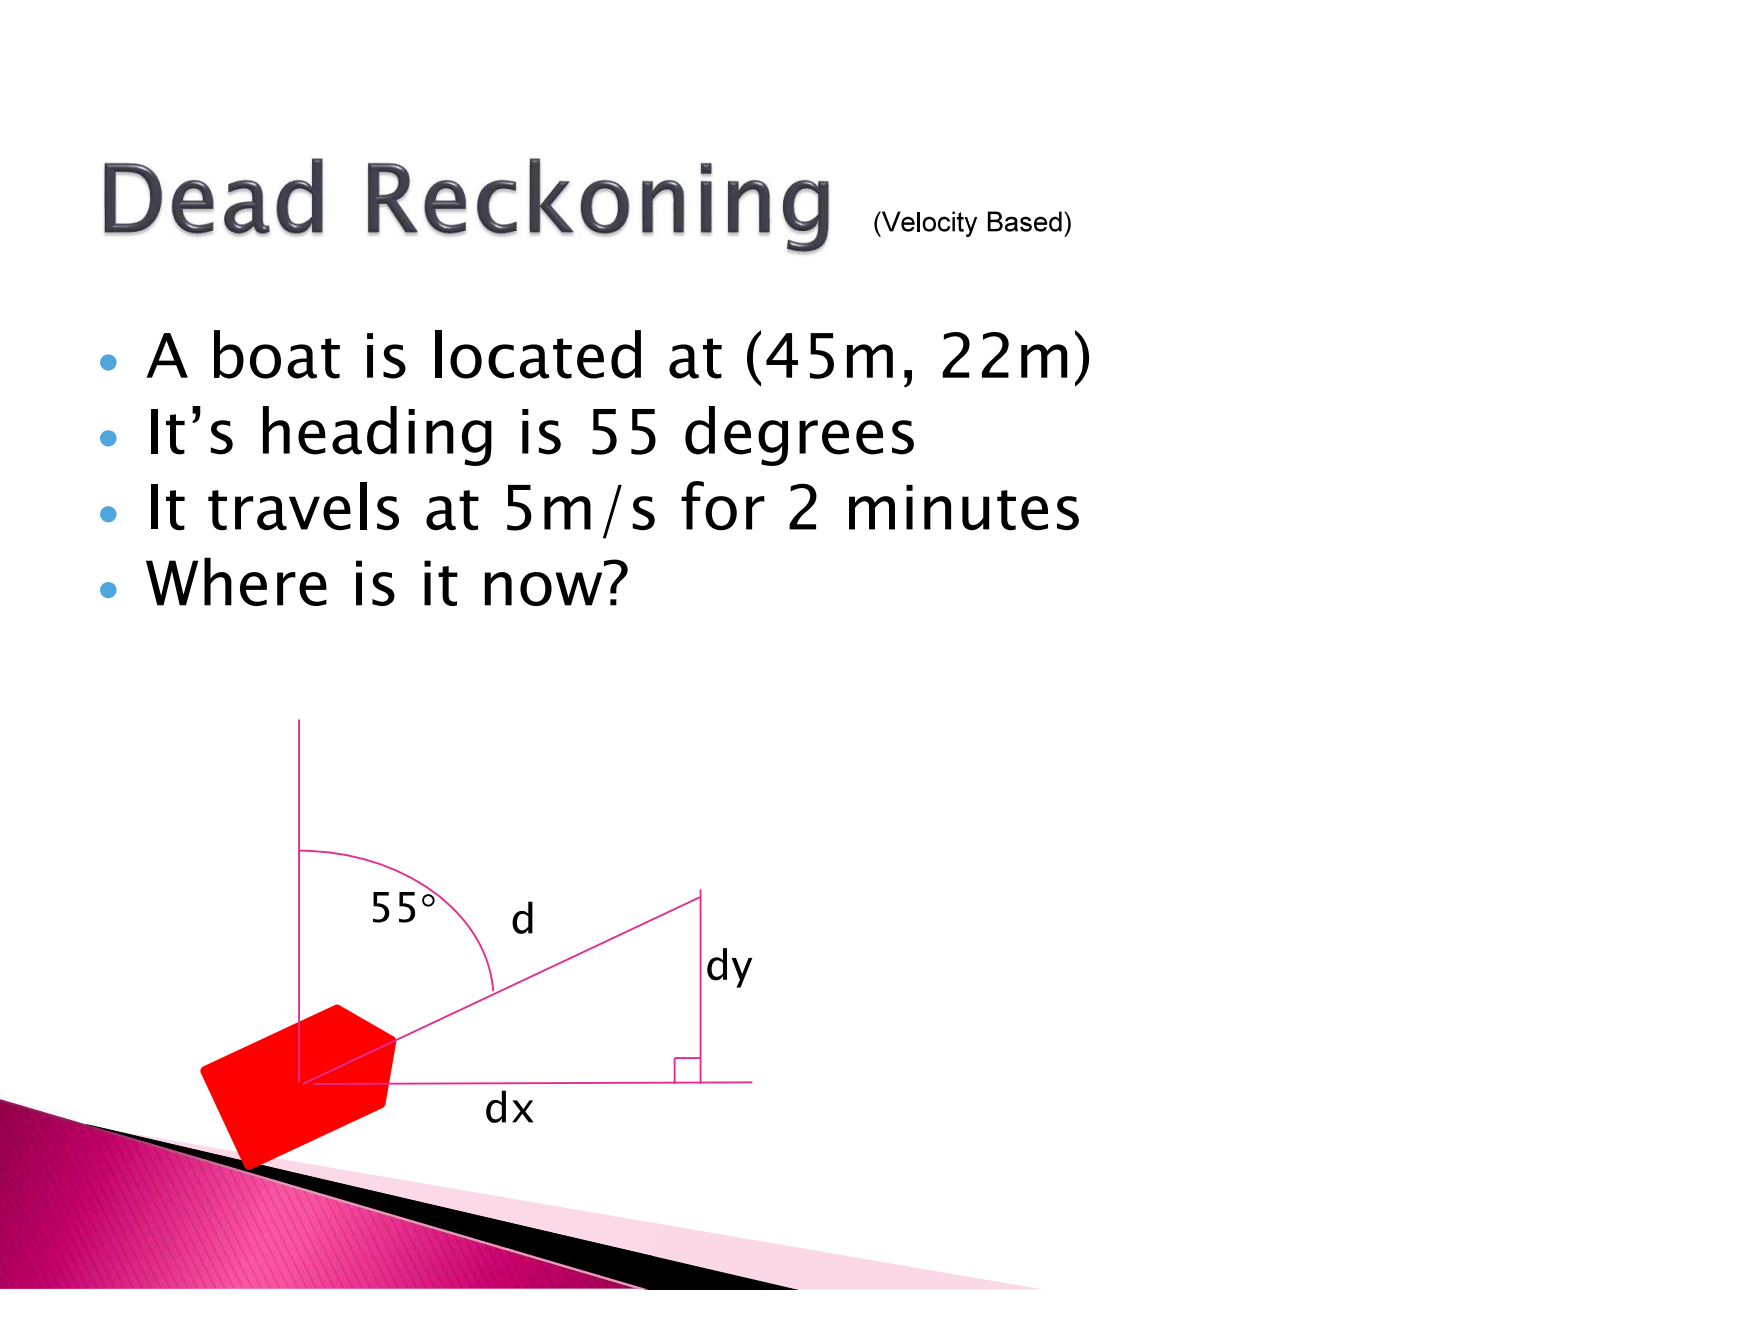 Dead Reckoning (Velocity Based)
• A boat is located at (45m, 22m)
• It’s heading is 55 degrees
• It travels at 5m/s for 2 minutes
• Where is it now?
55°
d
dy
dx